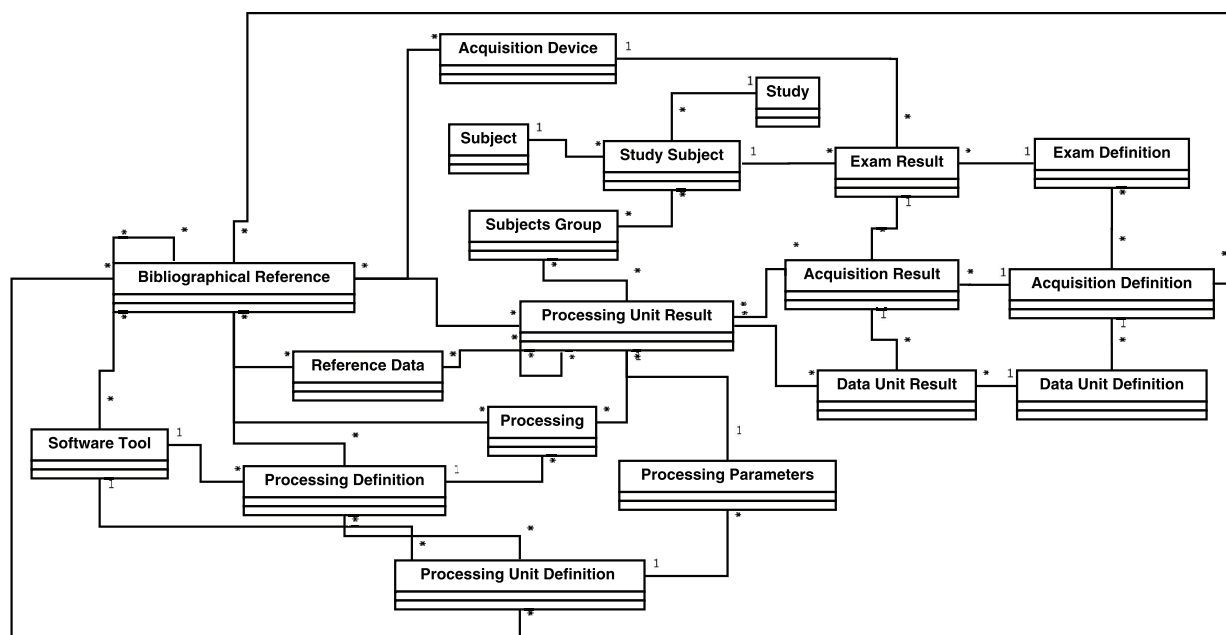 Acquisition Device
Study
Subject
Study Subject
Exam Result
Exam Definition
Subjects Group
Bibliographical Reference
Acquisition Result
Acquisition Definition
Processing Unit Result
Reference Data
Data Unit Result
Data Unit Definition
Processing
Software Tool
Processing Definition
Processing Parameters
Processing Unit Definition